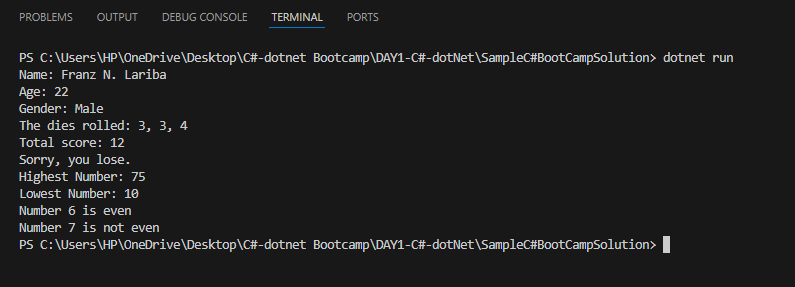 PROBLEMS OUTPUT DEBUG CONSOLE TERMINAL PORTS
PS C:\Users\HP\OneDrive\Desktop\C#-dotnet Bootcamp\DAY1-C#-dotNet\SampleC#BootCampSolution> dotnet run
Name: Franz N. Lariba
Age: 22
Gender: Male
The dies rolled: 3, 3, 4
Total score: 12
Sorry, you lose.
Highest Number: 75
Lowest Number: 10
Number 6 is even
Number 7 is not even
PS C:\Users\HP\OneDrive\Desktop\C#-dotnet Bootcamp\DAY1-C#-dotNet\SampleC#BootCampSolution>